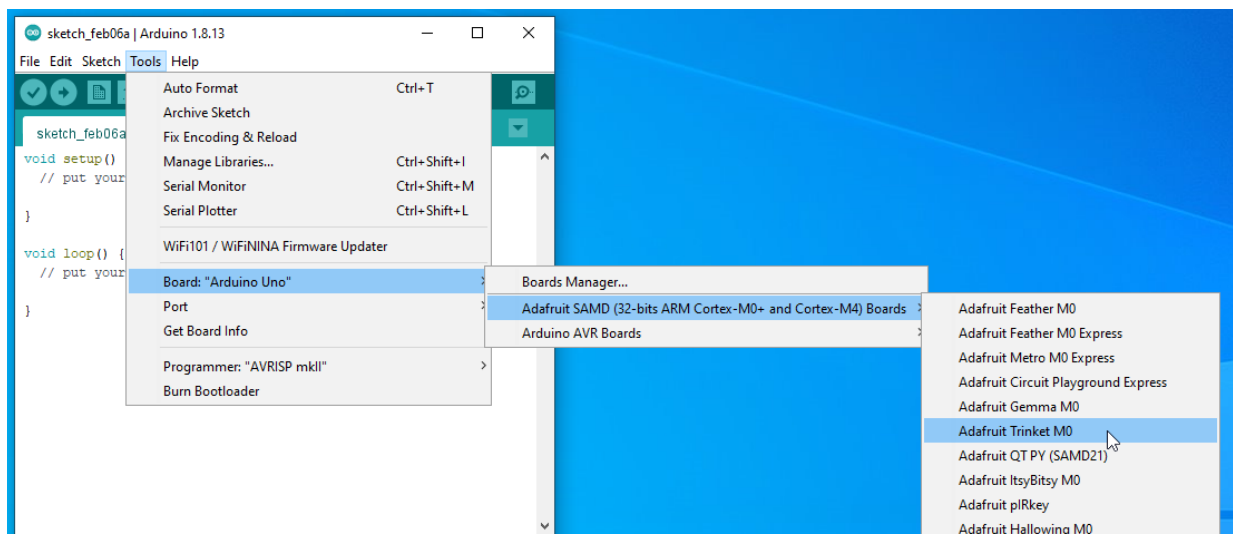 sketch_feb06a | Arduino 1.8.13
File Edit Sketch Tools Help
sketch_feb06a
void setup()
// put your
}
void loop() {
// put your
}
Auto Format Ctrl+T
Archive Sketch
Fix Encoding & Reload
Manage Libraries... Ctrl+Shift+I
Serial Monitor Ctrl+Shift+M
Serial Plotter Ctrl+Shift+L
WiFi101 / WiFiNINA Firmware Updater
Board: "Arduino Uno"
Port
Get Board Info
Programmer: "AVRISP mkII"
Burn Bootloader
Boards Manager...
Adafruit SAMD (32-bits ARM Cortex-M0+ and Cortex-M4) Boards
Arduino AVR Boards
Adafruit Feather M0
Adafruit Feather M0 Express
Adafruit Metro M0 Express
Adafruit Circuit Playground Express
Adafruit Gemma M0
Adafruit Trinket M0
Adafruit QT PY (SAMD21)
Adafruit ItsyBitsy M0
Adafruit pIRkey
Adafruit Hallowing M0